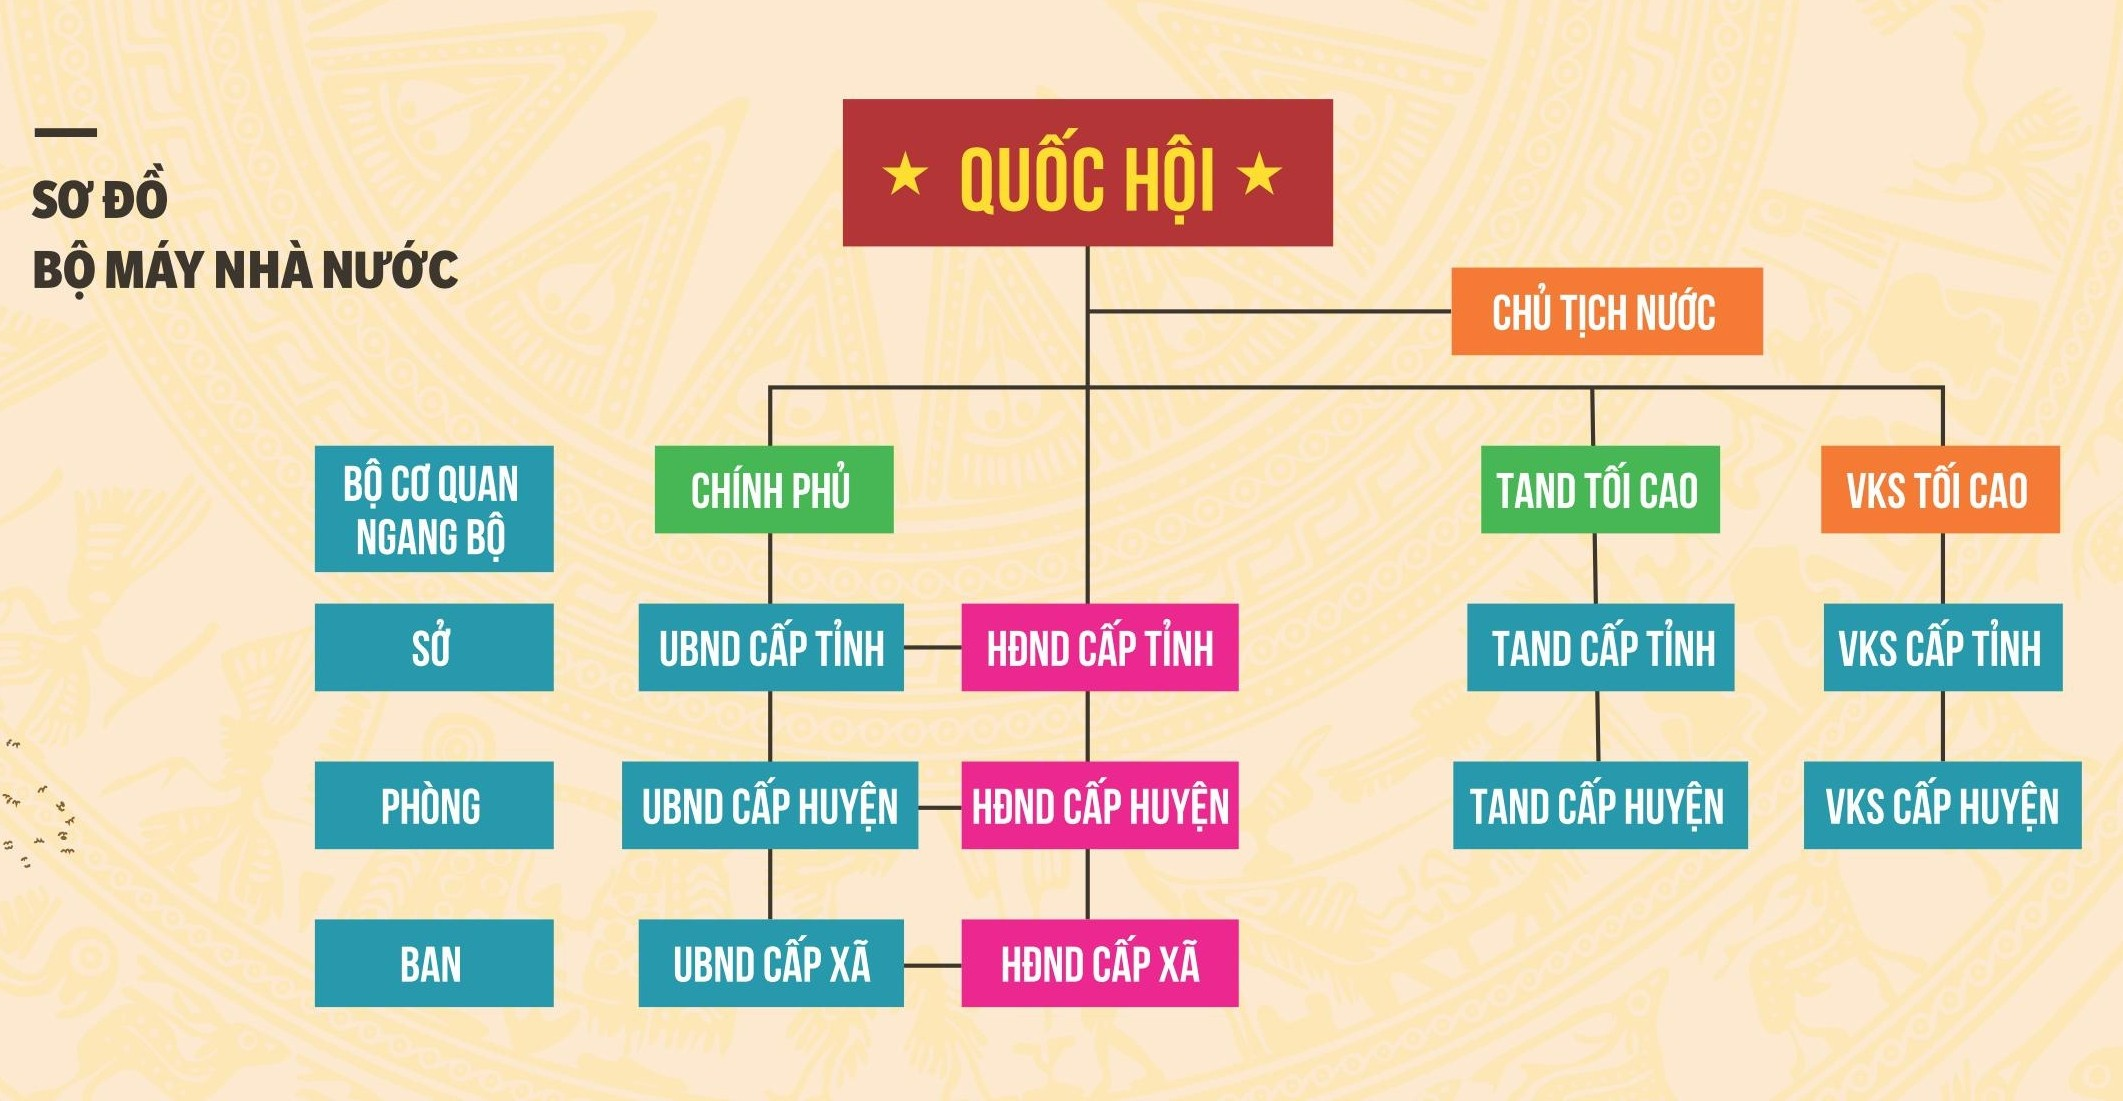 SƠ ĐỒ
BỘ MÁY NHÀ NƯỚC
QUỐC HỘI
CHỦ TỊCH NƯỚC
BỘ CƠ QUAN
NGANG BỘ
CHÍNH PHỦ
TAND TỐI CAO
VKS TỐI CAO
SỞ
UBND CẤP TỈNH
HĐND CẤP TỈNH
TAND CẤP TỈNH
VKS CẤP TỈNH
PHÒNG
UBND CẤP HUYỆN
HĐND CẤP HUYỆN
TAND CẤP HUYỆN
VKS CẤP HUYỆN
BAN
UBND CẤP XÃ
HĐND CẤP XÃ